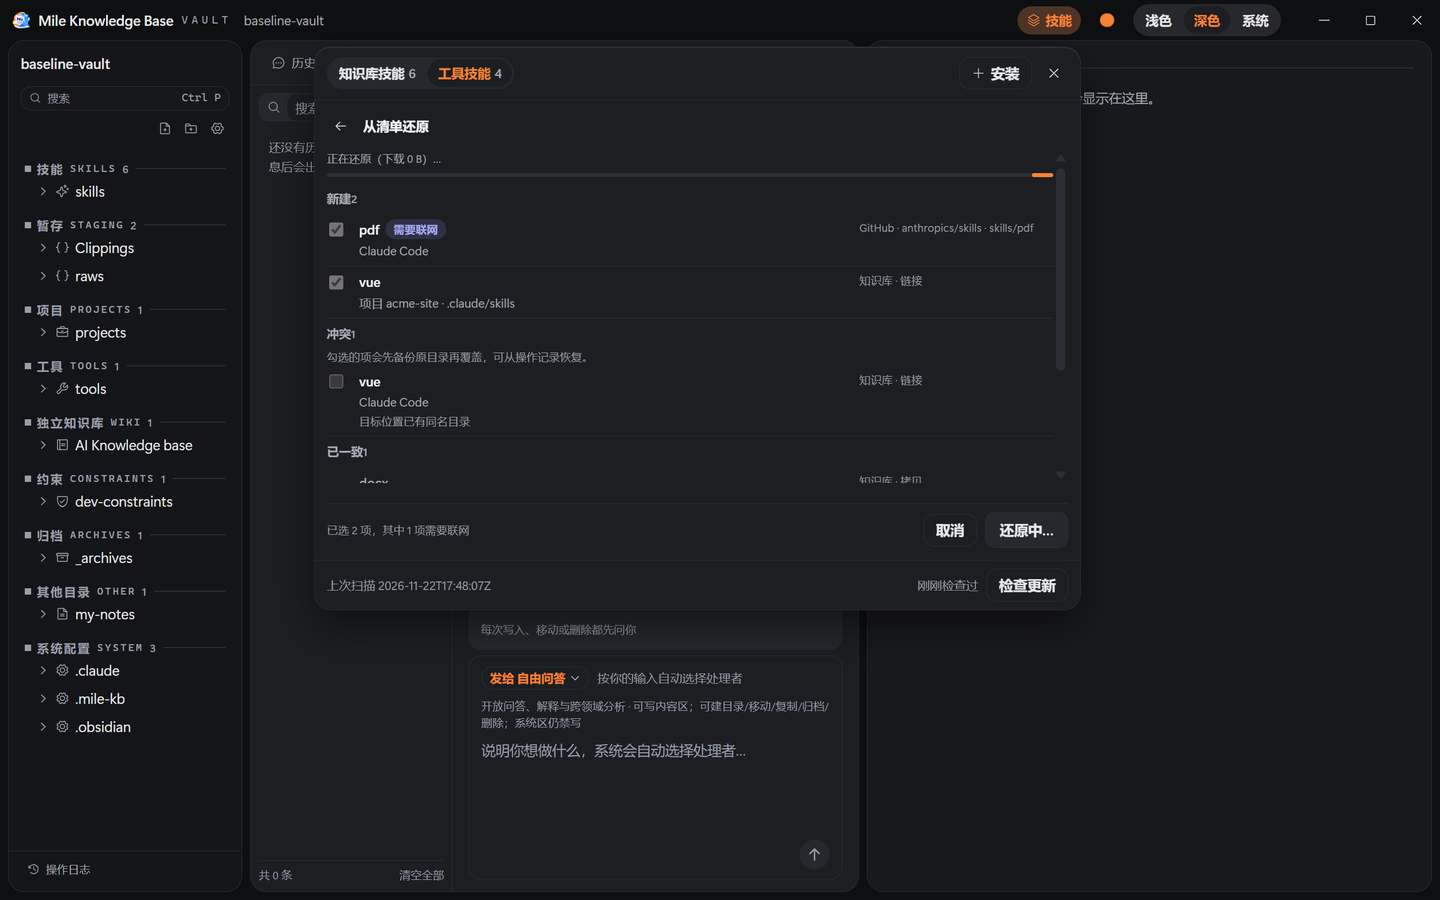 Mile Knowledge Base VAULT baseline-vault
技能
浅色 深色 系统
baseline-vault
搜索 Ctrl P
技能 SKILLS 6
skills
暂存 STAGING 2
Clippings
raws
项目 PROJECTS 1
projects
工具 TOOLS 1
tools
独立知识库 WIKI 1
AI Knowledge base
约束 CONSTRAINTS 1
dev-constraints
归档 ARCHIVES 1
_archives
其他目录 OTHER 1
my-notes
系统配置 SYSTEM 3
.claude
.mile-kb
.obsidian
操作日志
历史
搜索
还没有历
息后会出
共 0 条 清空全部
知识库技能 6 工具技能 4
安装
从清单还原
正在还原（下载 0 B）…
新建2
pdf 需要联网 GitHub · anthropics/skills · skills/pdf
Claude Code
vue 知识库 · 链接
项目 acme-site · .claude/skills
冲突1
勾选的项会先备份原目录再覆盖，可从操作记录恢复。
vue 知识库 · 链接
Claude Code
目标位置已有同名目录
已一致1
docx 知识库 · 拷贝
已选 2 项，其中 1 项需要联网
取消 还原中...
上次扫描 2026-11-22T17:48:07Z 刚刚检查过 检查更新
每次写入、移动或删除都先问你
发给 自由问答 按你的输入自动选择处理者
开放问答、解释与跨领域分析 · 可写内容区；可建目录/移动/复制/归档/
删除；系统区仍禁写
说明你想做什么，系统会自动选择处理者...
显示在这里。